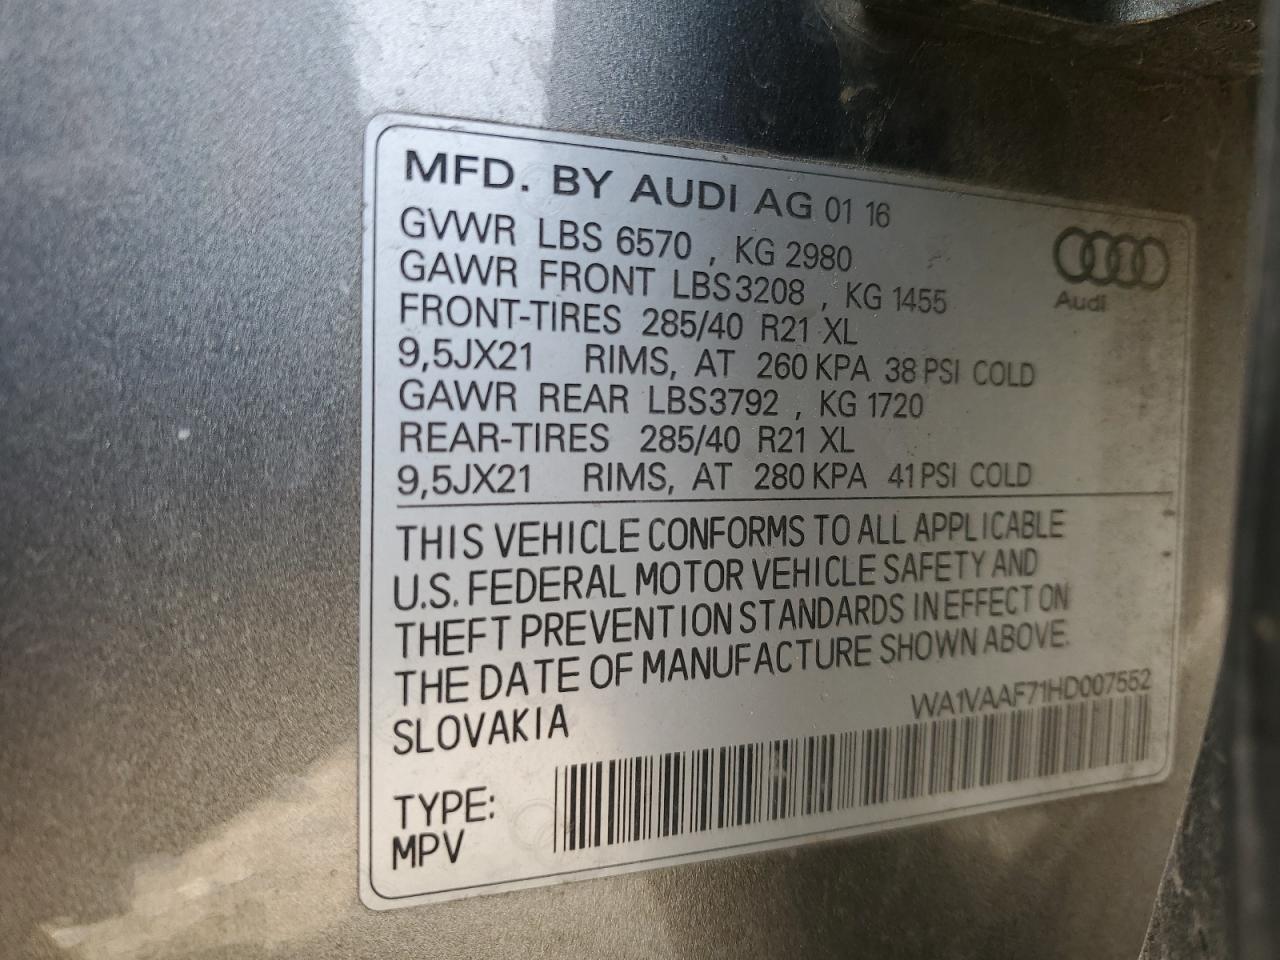 MFD. BY AUDI AG 01 16
GVWR LBS 6570 , KG 2980
GAWR FRONT LBS3208 , KG 1455
FRONT-TIRES 285/40 R21 XL
9,5JX21 RIMS, AT 260 KPA 38 PSI COLD
GAWR REAR LBS3792 , KG 1720
REAR-TIRES 285/40 R21 XL
9,5JX21 RIMS, AT 280 KPA 41 PSI COLD
Audi
THIS VEHICLE CONFORMS TO ALL APPLICABLE
U.S. FEDERAL MOTOR VEHICLE SAFETY AND
THEFT PREVENTION STANDARDS IN EFFECT ON
THE DATE OF MANUFACTURE SHOWN ABOVE.
SLOVAKIA
WA1VAAF71HD007552
TYPE:
MPV